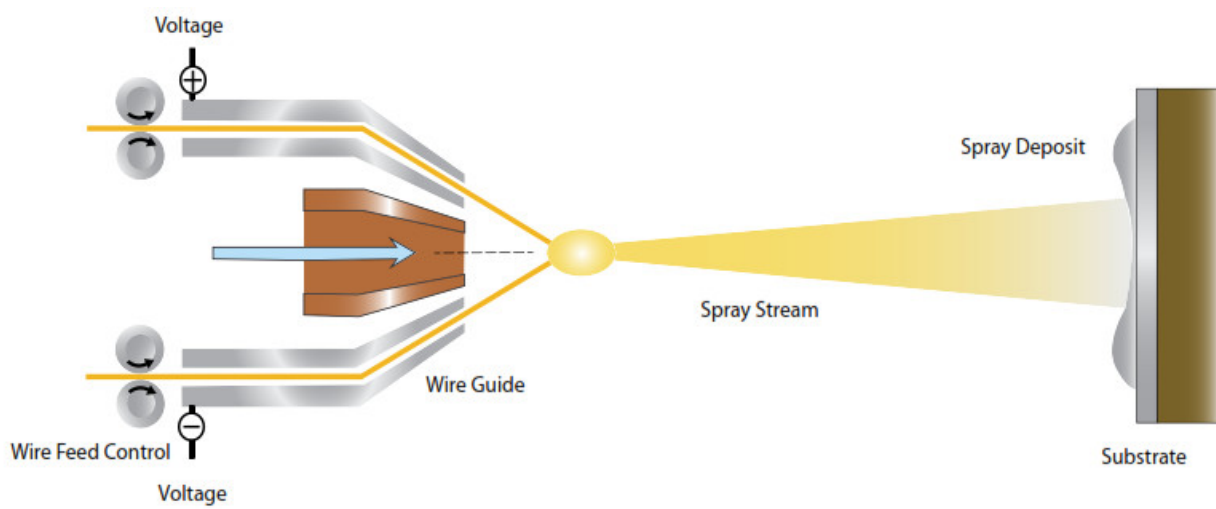 Voltage
+
Spray Deposit
Spray Stream
Wire Guide
−
Wire Feed Control
Substrate
Voltage